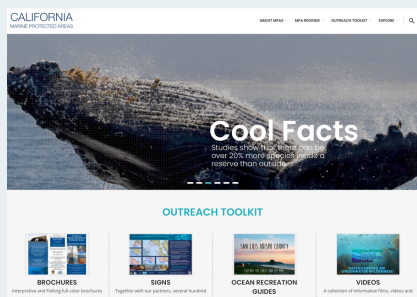 CALIFORNIA
MARINE PROTECTED AREAS
ABOUT MPAS
MPA REGIONS
OUTREACH TOOLKIT
EXPLORE
Cool Facts
Studies show that there can be
over 20% more species inside a
reserve than outside.
OUTREACH TOOLKIT
SAN LUIS OBISPO COUNTY
BROCHURES
Interpretive and fishing full-color brochures
SIGNS
Together with our partners, several hundred
OCEAN RECREATION
GUIDES
VIDEOS
A collection of informative films, videos and